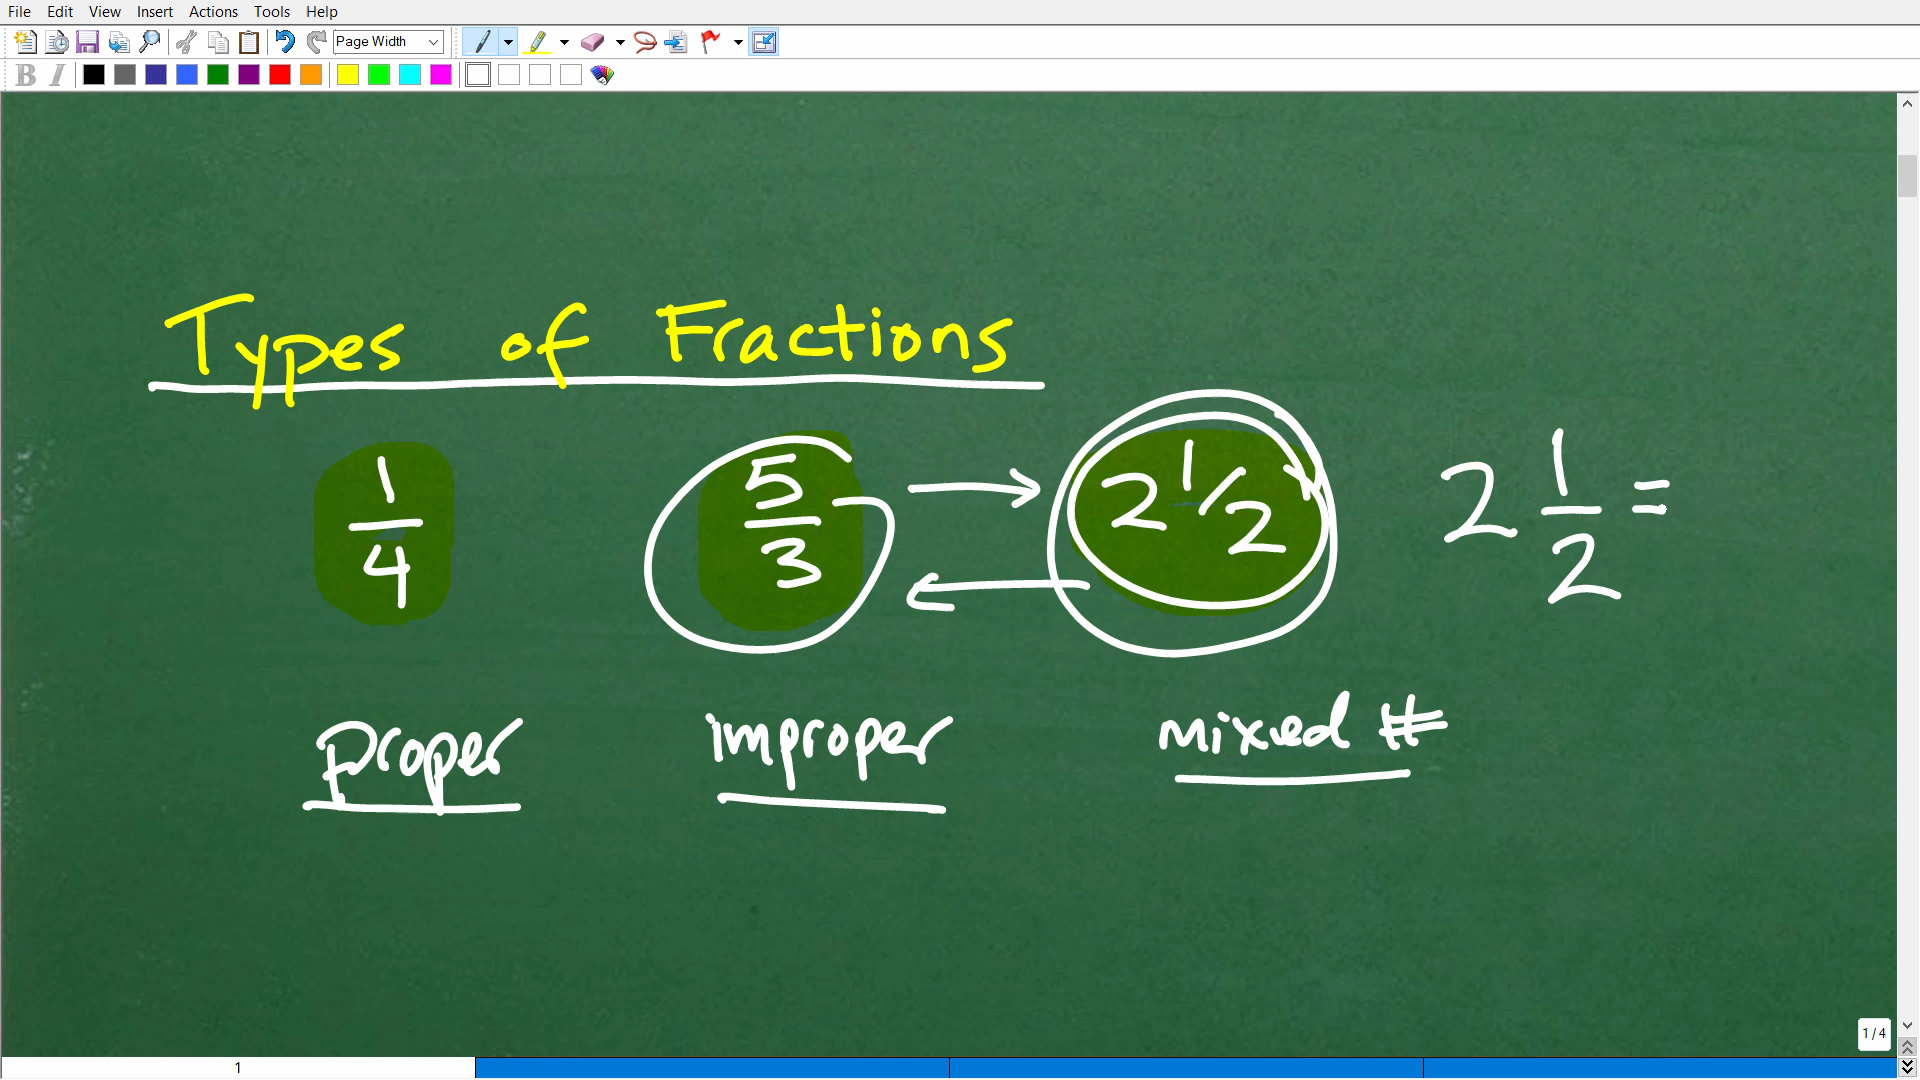 File Edit View Insert Actions Tools Help
Page Width
B I
Types of Fractions
1/4 5/3 2 1/2 2 1/2 =
proper improper mixed #
1 / 4
1